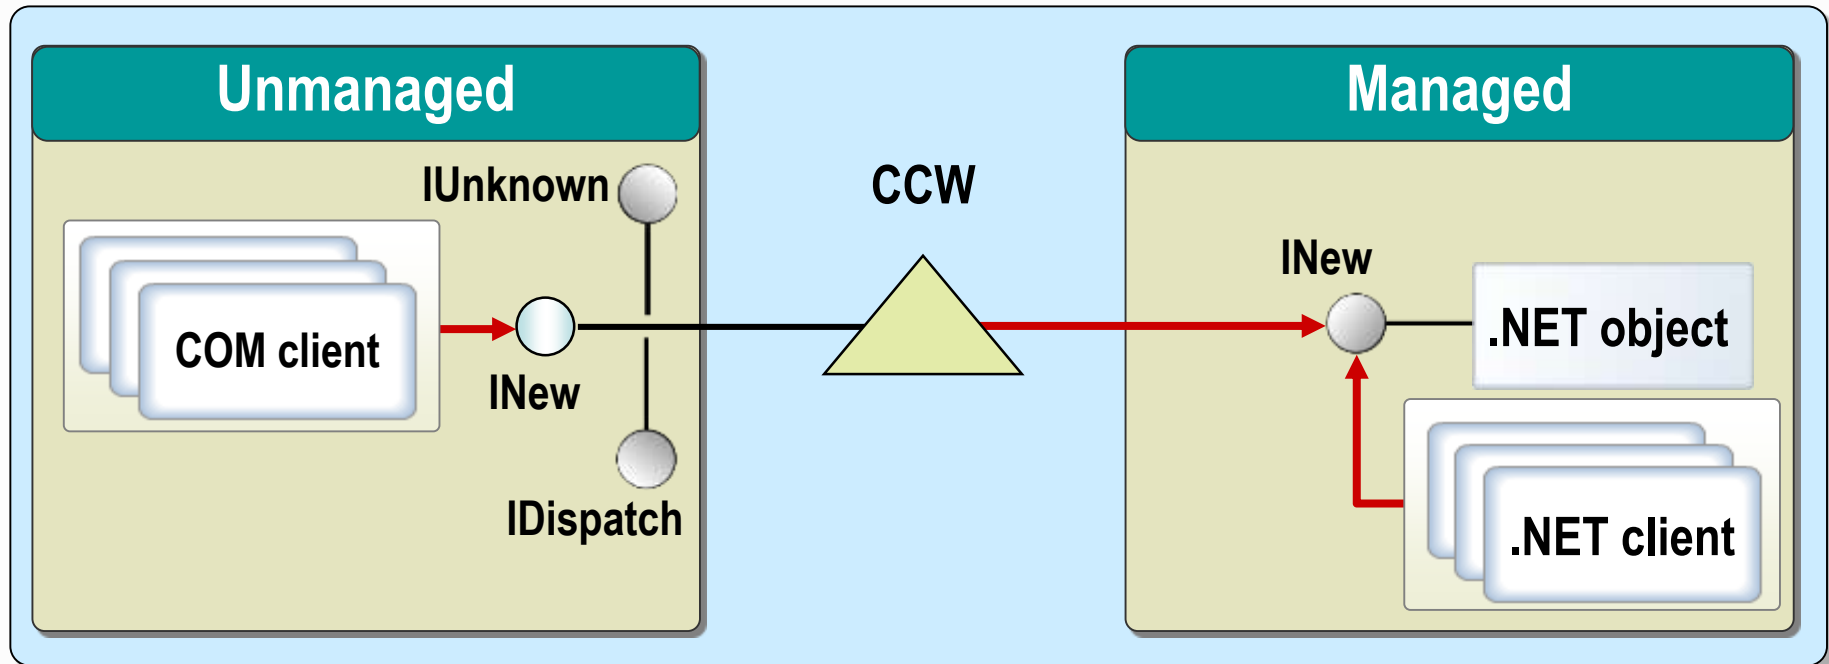 Unmanaged
Managed
IUnknown
CCW
INew
COM client
.NET object
INew
IDispatch
.NET client